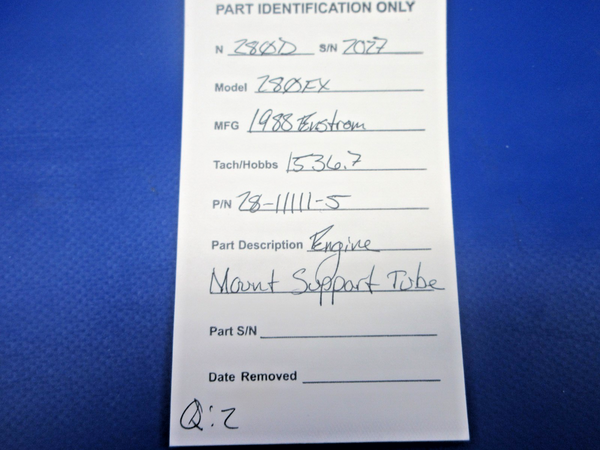 PART IDENTIFICATION ONLY
N 280D S/N 2027
Model 280FX
MFG 1988 Enstrom
Tach/Hobbs 1536.7
P/N 28-11111-5
Part Description Engine
Mount Support Tube
Part S/N
Date Removed
Q: 2